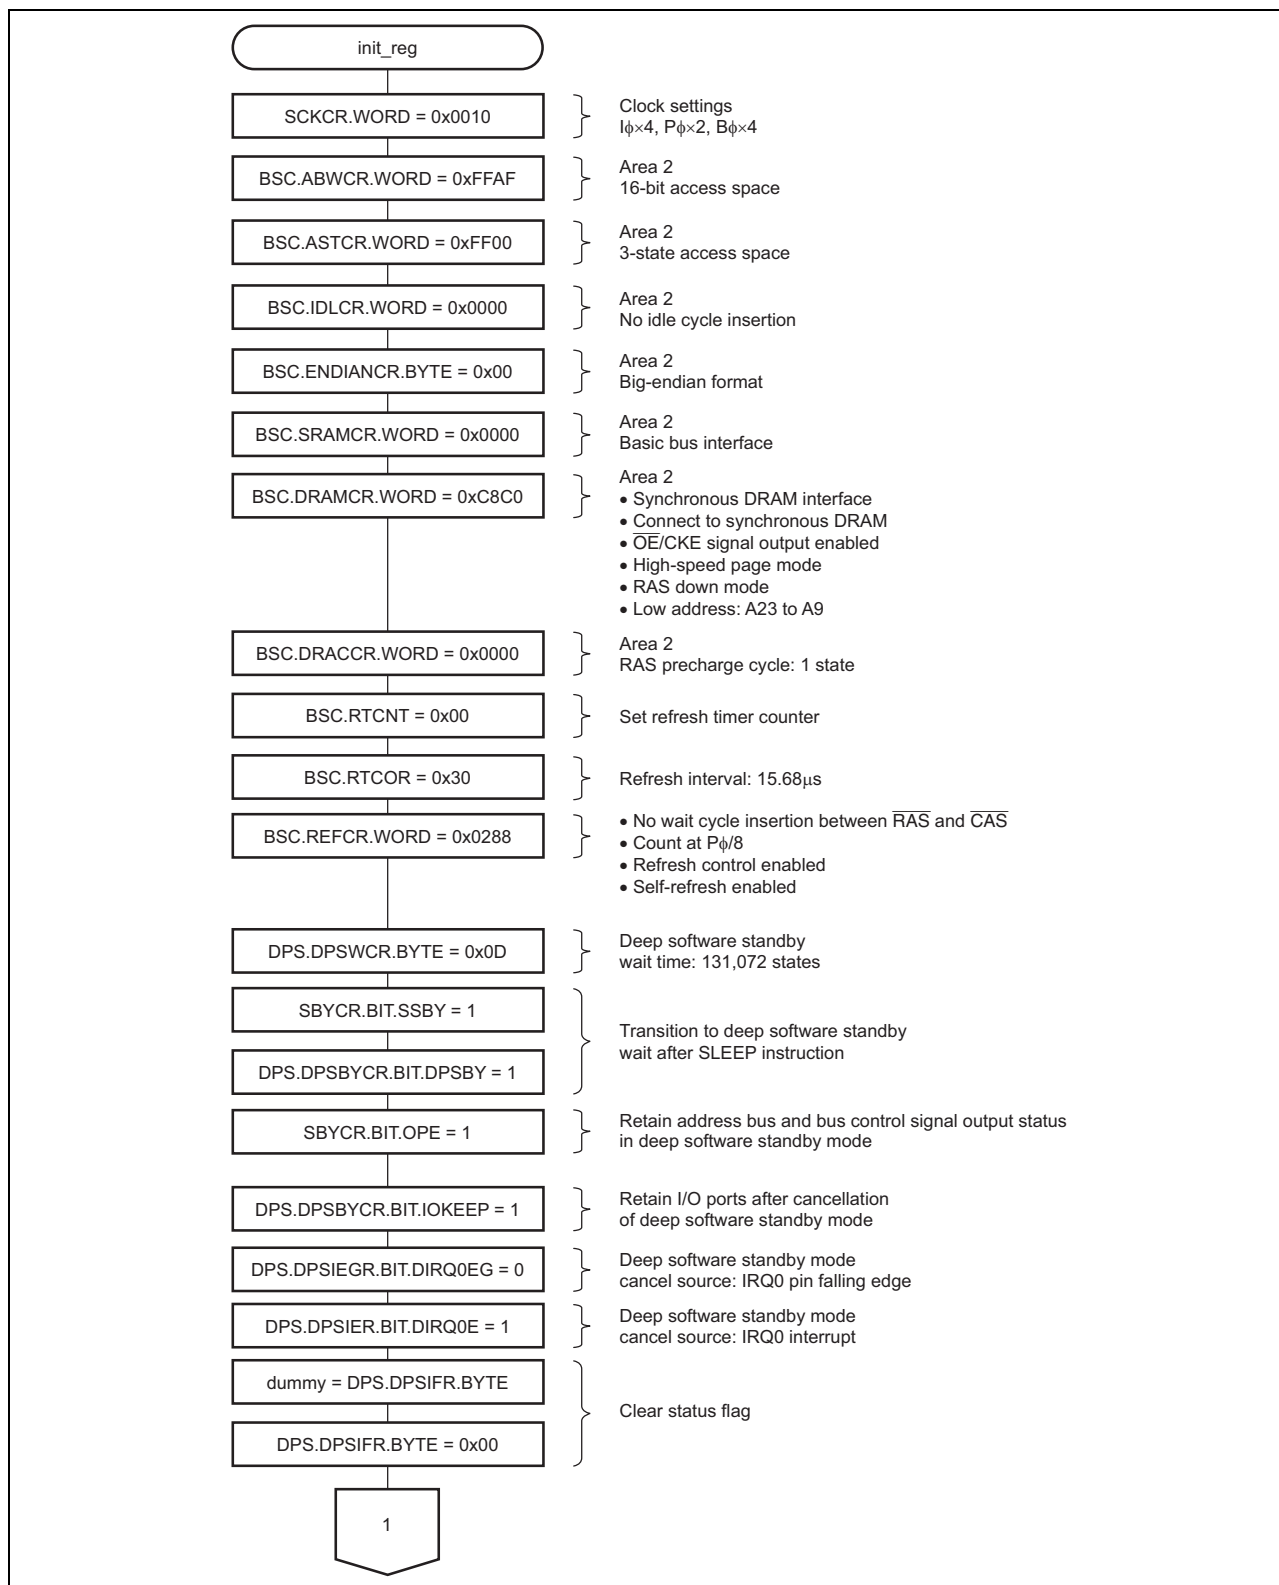 init_reg
SCKCR.WORD = 0x0010
Clock settings
Iϕ×4, Pϕ×2, Bϕ×4
BSC.ABWCR.WORD = 0xFFAF
Area 2
16-bit access space
BSC.ASTCR.WORD = 0xFF00
Area 2
3-state access space
BSC.IDLCR.WORD = 0x0000
Area 2
No idle cycle insertion
BSC.ENDIANCR.BYTE = 0x00
Area 2
Big-endian format
BSC.SRAMCR.WORD = 0x0000
Area 2
Basic bus interface
BSC.DRAMCR.WORD = 0xC8C0
Area 2
• Synchronous DRAM interface
• Connect to synchronous DRAM
• O̅E̅/CKE signal output enabled
• High-speed page mode
• RAS down mode
• Low address: A23 to A9
BSC.DRACCR.WORD = 0x0000
Area 2
RAS precharge cycle: 1 state
BSC.RTCNT = 0x00
Set refresh timer counter
BSC.RTCOR = 0x30
Refresh interval: 15.68μs
BSC.REFCR.WORD = 0x0288
• No wait cycle insertion between R̅A̅S̅ and C̅A̅S̅
• Count at Pϕ/8
• Refresh control enabled
• Self-refresh enabled
DPS.DPSWCR.BYTE = 0x0D
Deep software standby
wait time: 131,072 states
SBYCR.BIT.SSBY = 1
DPS.DPSBYCR.BIT.DPSBY = 1
Transition to deep software standby
wait after SLEEP instruction
SBYCR.BIT.OPE = 1
Retain address bus and bus control signal output status
in deep software standby mode
DPS.DPSBYCR.BIT.IOKEEP = 1
Retain I/O ports after cancellation
of deep software standby mode
DPS.DPSIEGR.BIT.DIRQ0EG = 0
Deep software standby mode
cancel source: IRQ0 pin falling edge
DPS.DPSIER.BIT.DIRQ0E = 1
Deep software standby mode
cancel source: IRQ0 interrupt
dummy = DPS.DPSIFR.BYTE
DPS.DPSIFR.BYTE = 0x00
Clear status flag
1